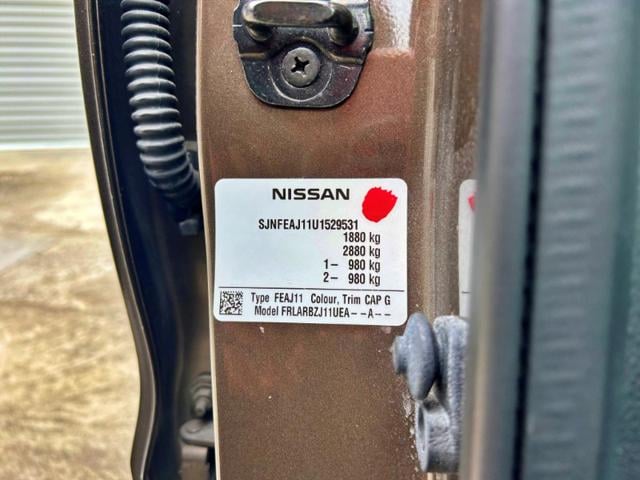 NISSAN
SJNFEAJ11U1529531
1880 kg
2880 kg
1- 980 kg
2- 980 kg
Type FEAJ11 Colour, Trim CAP G
Model FRLARBZJ11UEA--A--